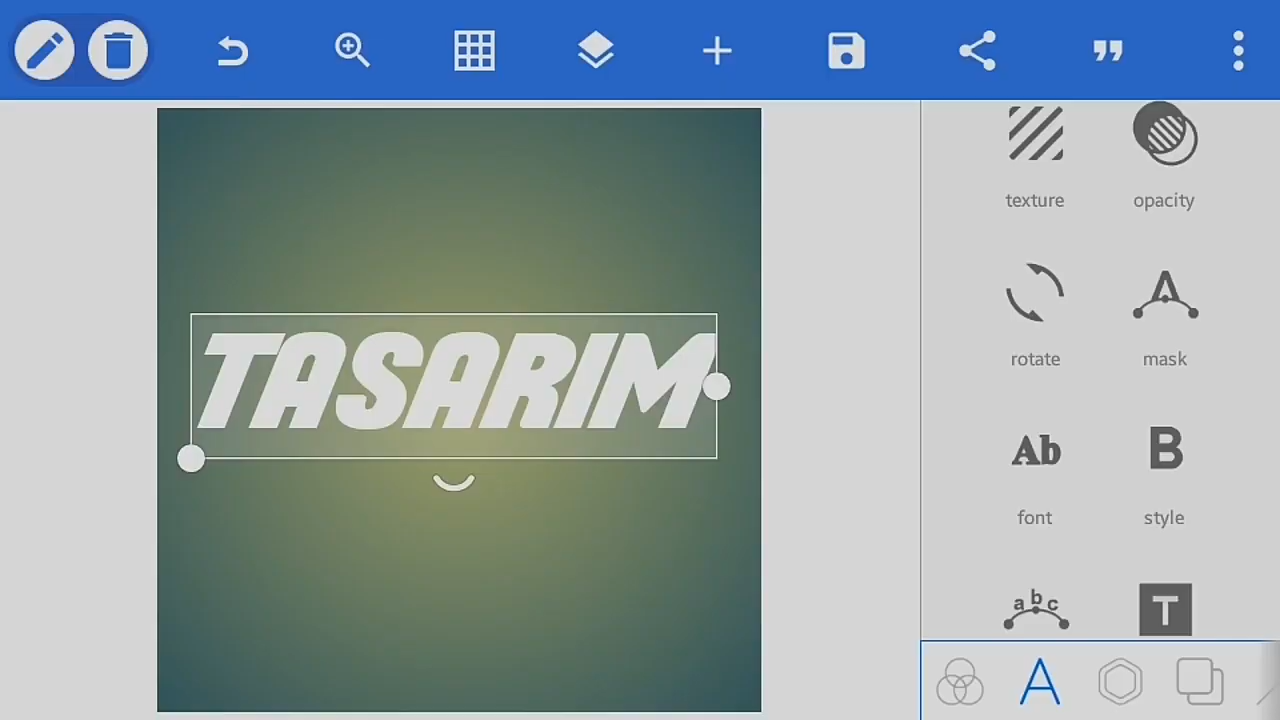 texture opacity
TASARIM
rotate mask
Ab B
font style
abc T
A